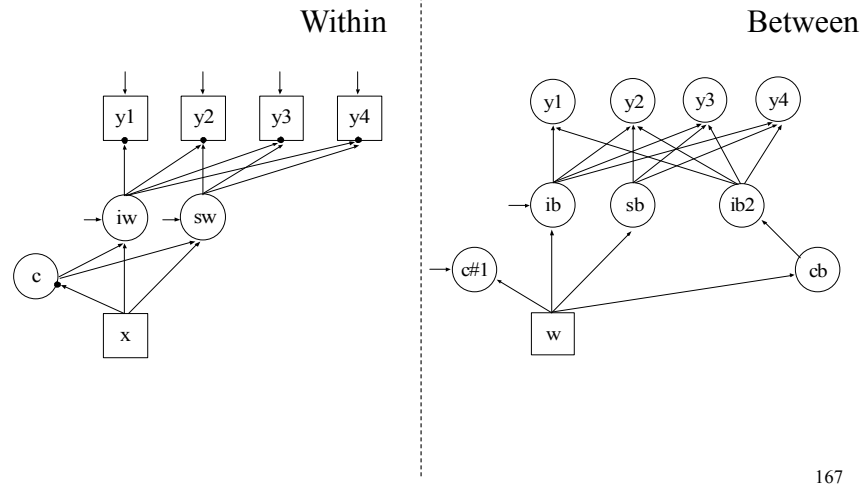 Within
Between
y1 y2 y3 y4
iw sw
c
x
y1 y2 y3 y4
ib sb ib2
c#1 cb
w
167